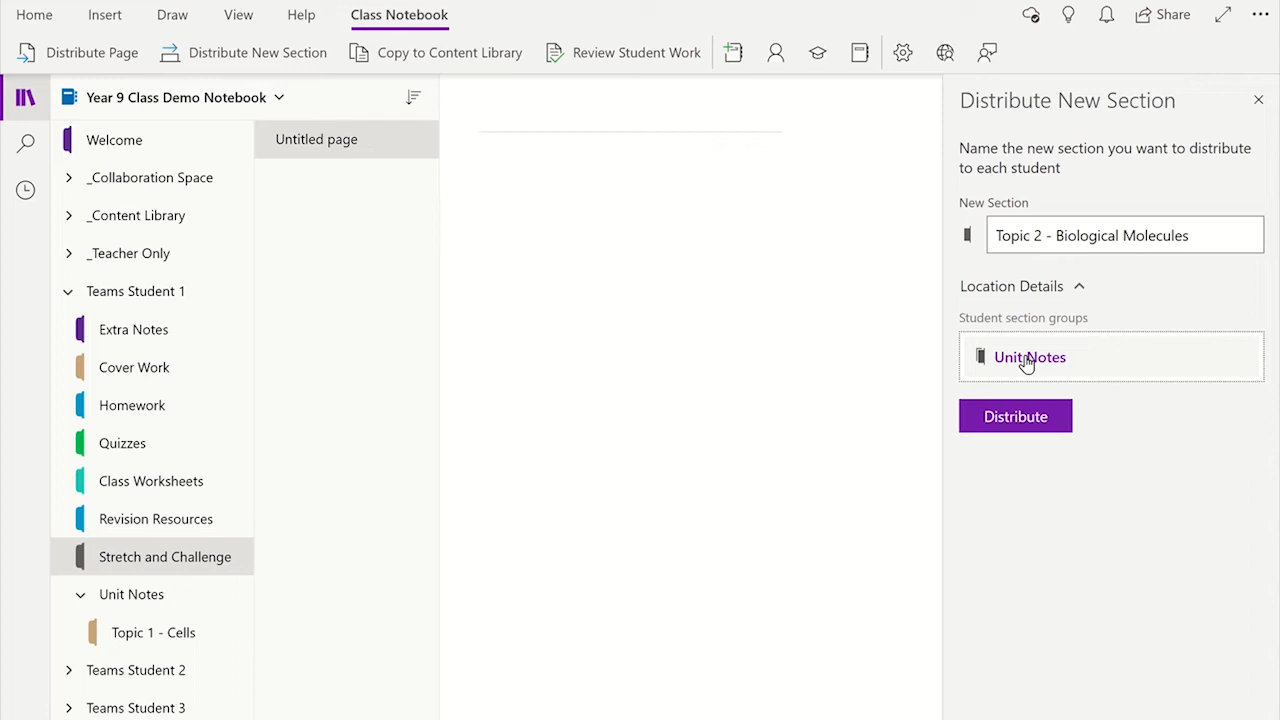 Home Insert Draw View Help Class Notebook Share
Distribute Page Distribute New Section Copy to Content Library Review Student Work
Year 9 Class Demo Notebook
Welcome
_Collaboration Space
_Content Library
_Teacher Only
Teams Student 1
Extra Notes
Cover Work
Homework
Quizzes
Class Worksheets
Revision Resources
Stretch and Challenge
Unit Notes
Topic 1 - Cells
Teams Student 2
Teams Student 3
Untitled page
Distribute New Section
Name the new section you want to distribute
to each student
New Section
Topic 2 - Biological Molecules
Location Details
Student section groups
Unit Notes
Distribute